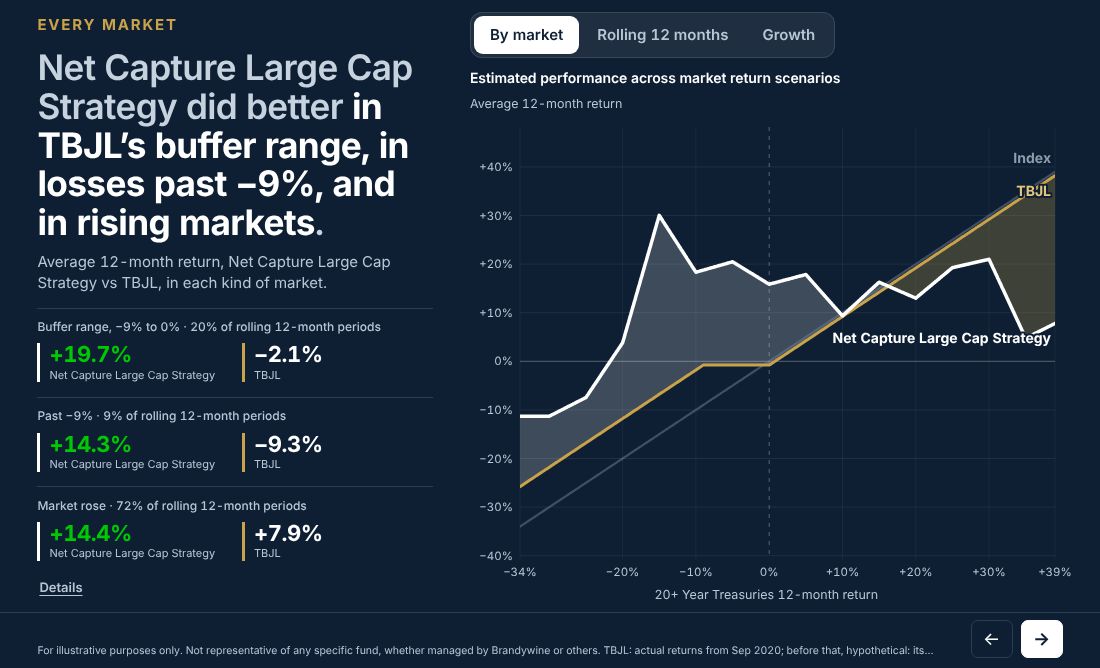 EVERY MARKET
Net Capture Large Cap
Strategy did better in
TBJL’s buffer range, in
losses past −9%, and
in rising markets.
Average 12-month return, Net Capture Large Cap
Strategy vs TBJL, in each kind of market.
Buffer range, −9% to 0% · 20% of rolling 12-month periods
+19.7%
Net Capture Large Cap Strategy
−2.1%
TBJL
Past −9% · 9% of rolling 12-month periods
+14.3%
Net Capture Large Cap Strategy
−9.3%
TBJL
Market rose · 72% of rolling 12-month periods
+14.4%
Net Capture Large Cap Strategy
+7.9%
TBJL
Details
By market
Rolling 12 months
Growth
Estimated performance across market return scenarios
Average 12-month return
+40%
+30%
+20%
+10%
0%
−10%
−20%
−30%
−40%
Index
TBJL
Net Capture Large Cap Strategy
−34%
−20%
−10%
0%
+10%
+20%
+30%
+39%
20+ Year Treasuries 12-month return
For illustrative purposes only. Not representative of any specific fund, whether managed by Brandywine or others. TBJL: actual returns from Sep 2020; before that, hypothetical: its…